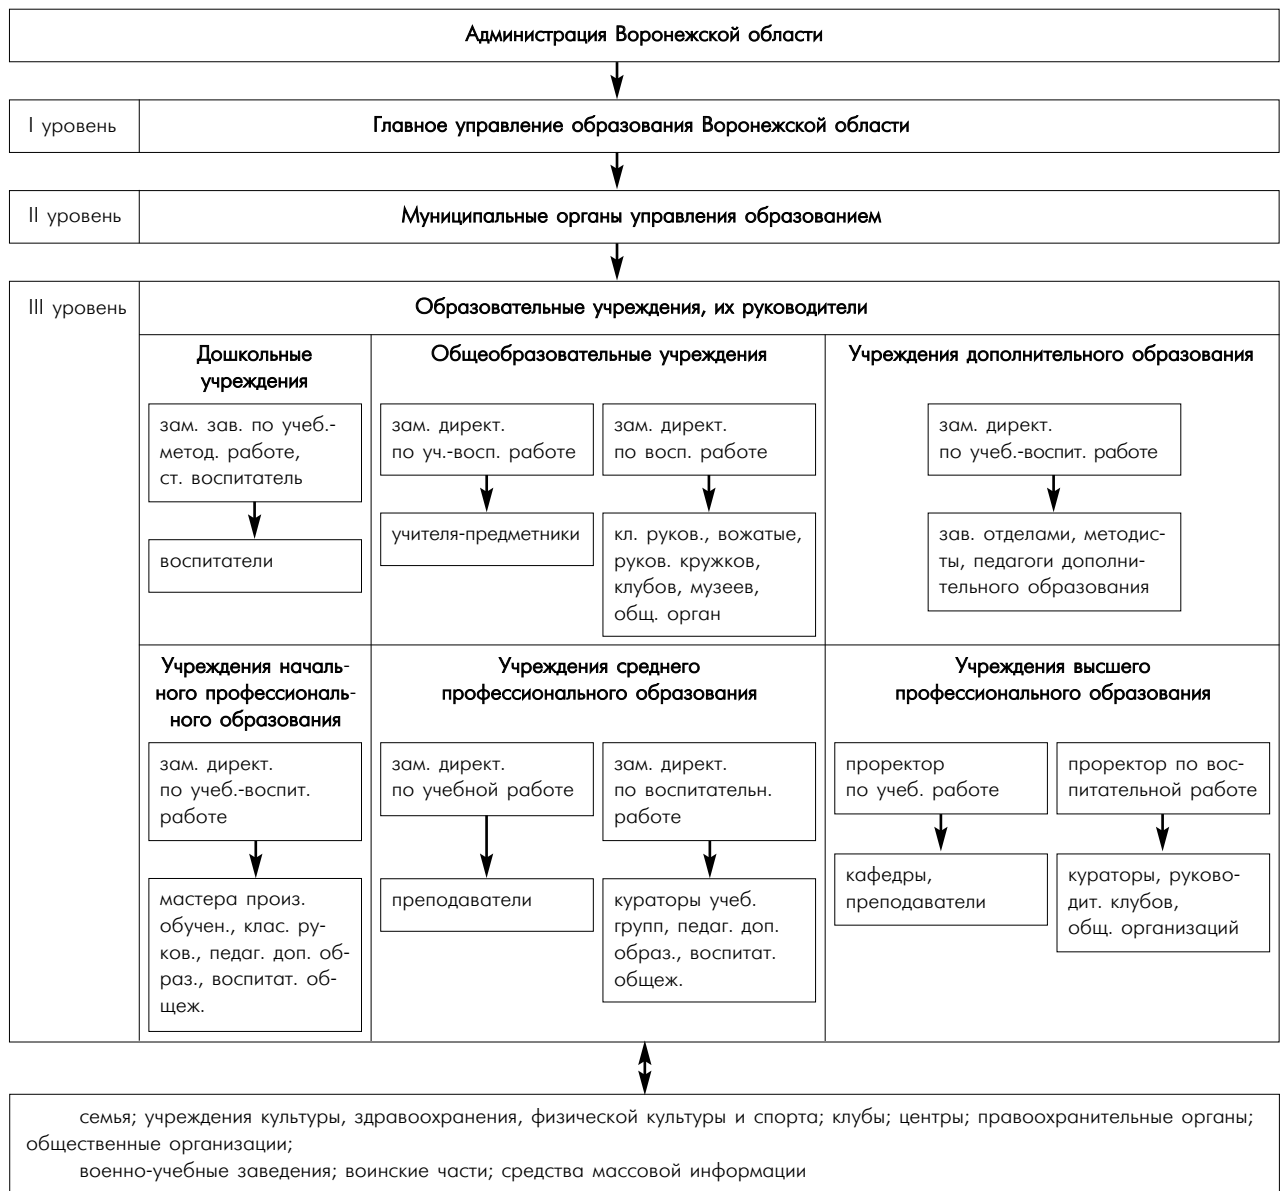 Администрация Воронежской области
I уровень
Главное управление образования Воронежской области
II уровень
Муниципальные органы управления образованием
III уровень
Образовательные учреждения, их руководители
Дошкольные
учреждения
зам. зав. по учеб.-
метод. работе,
ст. воспитатель
воспитатели
Общеобразовательные учреждения
зам. директ.
по уч.-восп. работе
учителя-предметники
зам. директ.
по восп. работе
кл. руков., вожатые,
руков. кружков,
клубов, музеев,
общ. орган
Учреждения дополнительного образования
зам. директ.
по учеб.-воспит. работе
зав. отделами, методис-
ты, педагоги дополни-
тельного образования
Учреждения началь-
ного профессиональ-
ного образования
зам. директ.
по учеб.-воспит.
работе
мастера произ.
обучен., клас. ру-
ков., педаг. доп. об-
раз., воспитат. об-
щеж.
Учреждения среднего
профессионального образования
зам. директ.
по учебной работе
преподаватели
зам. директ.
по воспитательн.
работе
кураторы учеб.
групп, педаг. доп.
образ., воспитат.
общеж.
Учреждения высшего
профессионального образования
проректор
по учеб. работе
кафедры,
преподаватели
проректор по вос-
питательной работе
кураторы, руково-
дит. клубов,
общ. организаций
семья; учреждения культуры, здравоохранения, физической культуры и спорта; клубы; центры; правоохранительные органы;
общественные организации;
военно-учебные заведения; воинские части; средства массовой информации